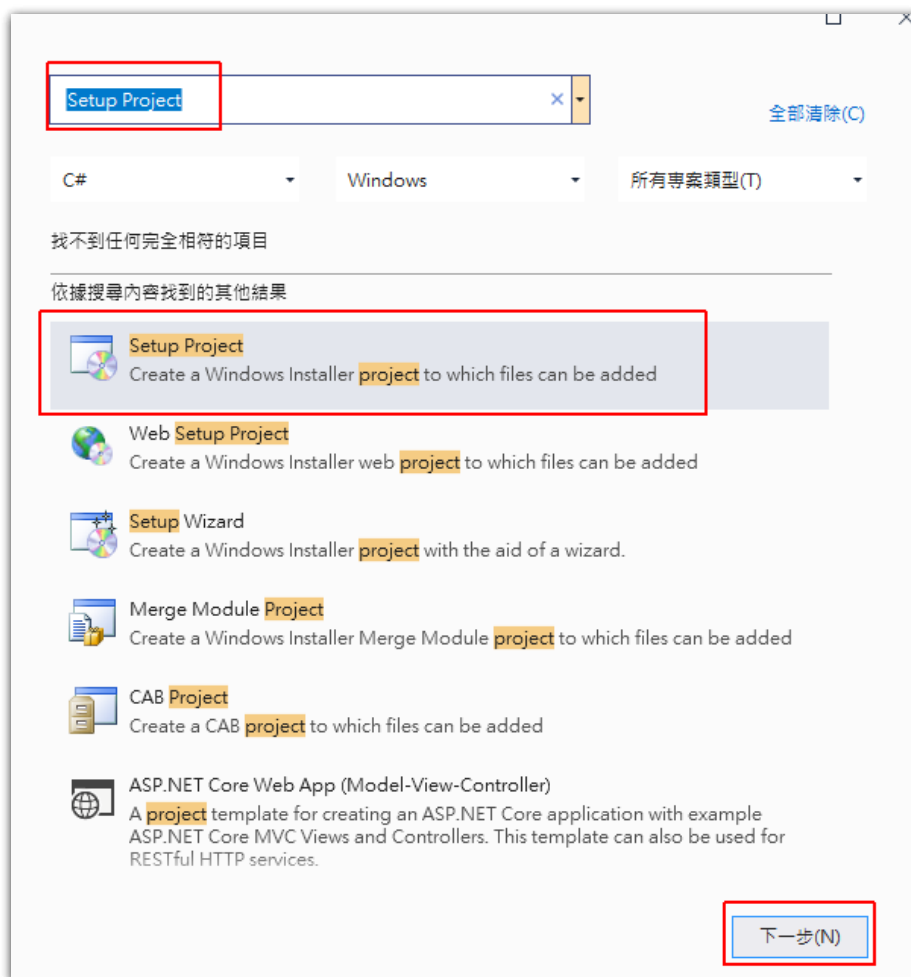 Setup Project
全部清除(C)
C#
Windows
所有專案類型(T)
找不到任何完全相符的項目
依據搜尋內容找到的其他結果
Setup Project
Create a Windows Installer project to which files can be added
Web Setup Project
Create a Windows Installer web project to which files can be added
Setup Wizard
Create a Windows Installer project with the aid of a wizard.
Merge Module Project
Create a Windows Installer Merge Module project to which files can be added
CAB Project
Create a CAB project to which files can be added
ASP.NET Core Web App (Model-View-Controller)
A project template for creating an ASP.NET Core application with example
ASP.NET Core MVC Views and Controllers. This template can also be used for
RESTful HTTP services.
下一步(N)